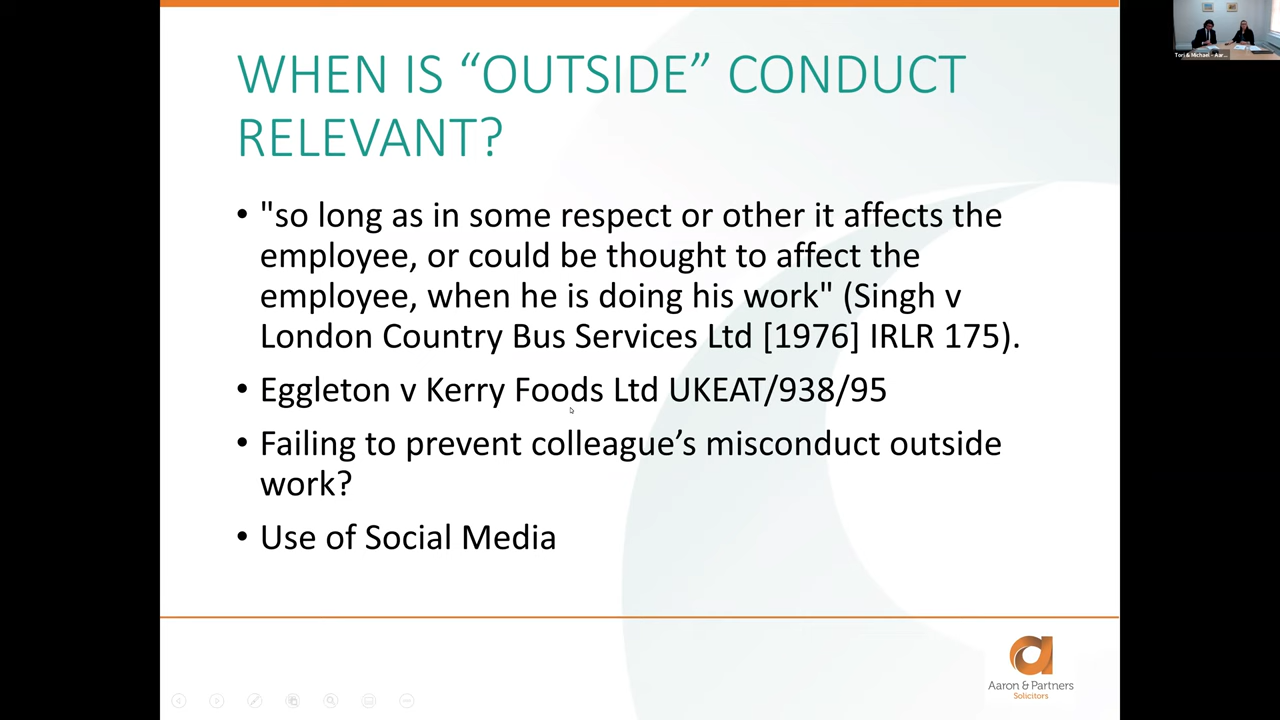 WHEN IS “OUTSIDE” CONDUCT
RELEVANT?
• "so long as in some respect or other it affects the
employee, or could be thought to affect the
employee, when he is doing his work" (Singh v
London Country Bus Services Ltd [1976] IRLR 175).
• Eggleton v Kerry Foods Ltd UKEAT/938/95
• Failing to prevent colleague’s misconduct outside
work?
• Use of Social Media
Aaron & Partners
Solicitors
Tori & Michael - Aar...